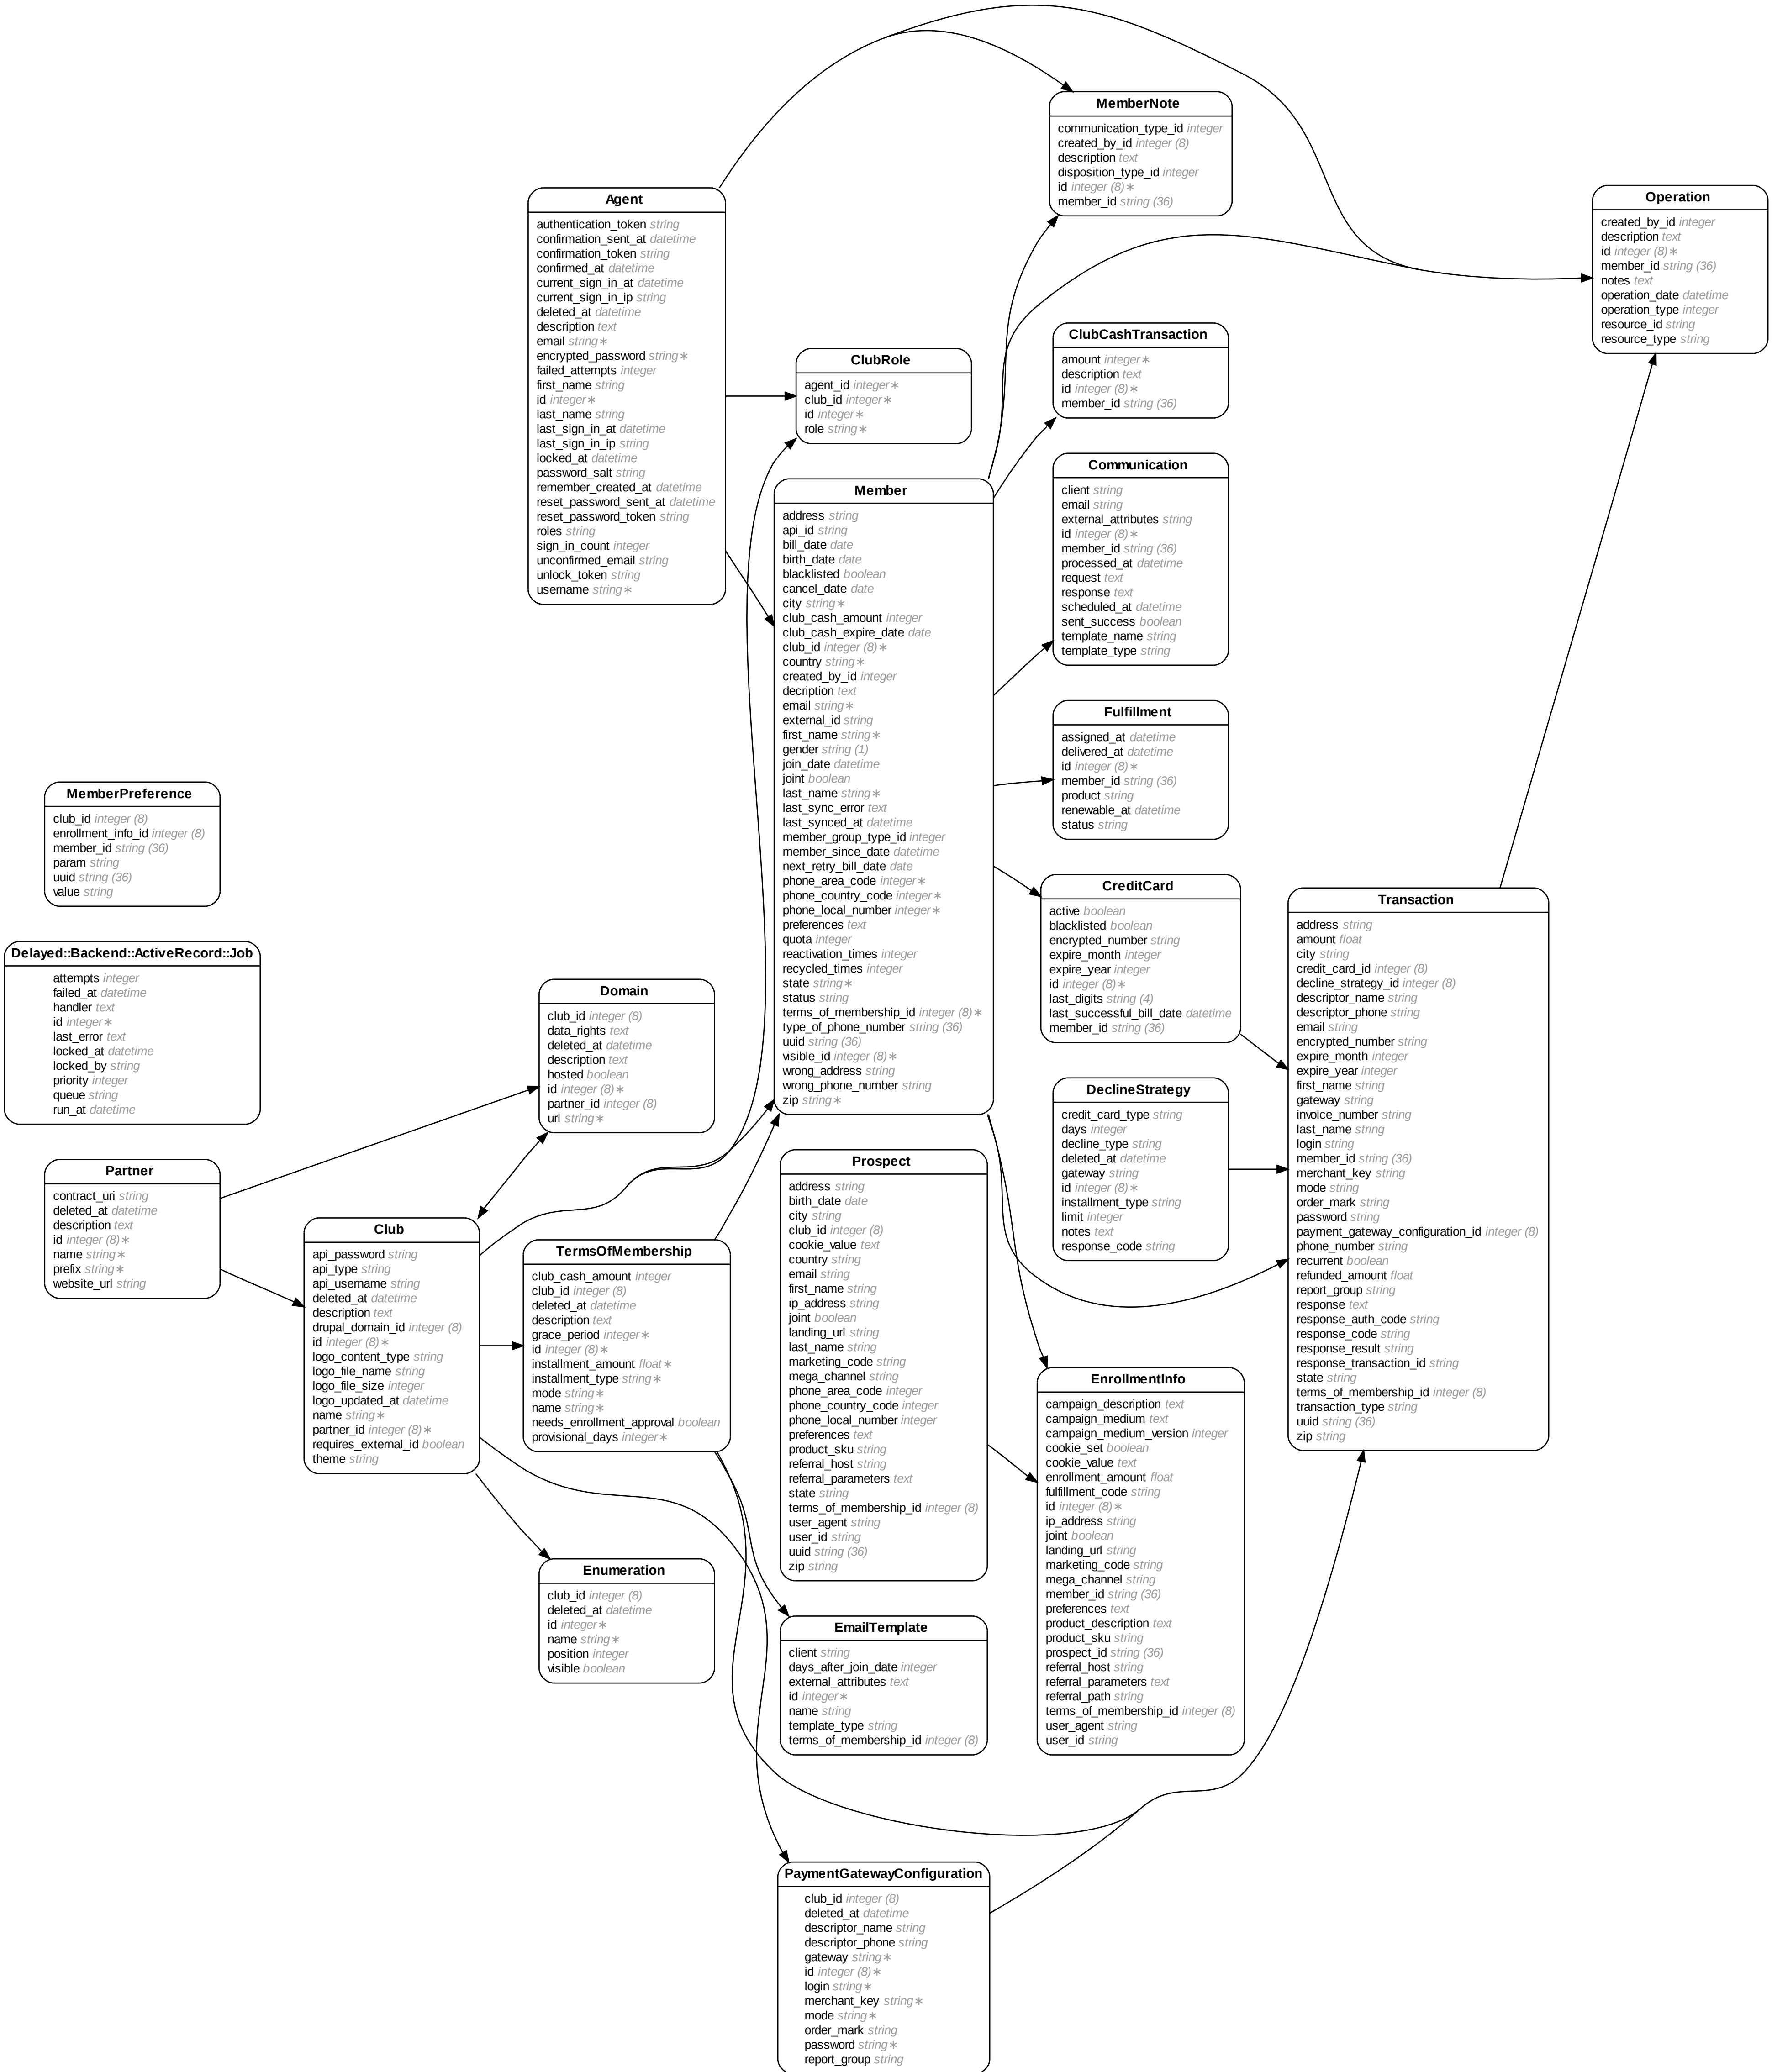 MemberNote
communication_type_id integer
created_by_id integer (8)
description text
disposition_type_id integer
id integer (8)∗
member_id string (36)
Agent
authentication_token string
confirmation_sent_at datetime
confirmation_token string
confirmed_at datetime
current_sign_in_at datetime
current_sign_in_ip string
deleted_at datetime
description text
email string∗
encrypted_password string∗
failed_attempts integer
first_name string
id integer∗
last_name string
last_sign_in_at datetime
last_sign_in_ip string
locked_at datetime
password_salt string
remember_created_at datetime
reset_password_sent_at datetime
reset_password_token string
roles string
sign_in_count integer
unconfirmed_email string
unlock_token string
username string∗
Operation
created_by_id integer
description text
id integer (8)∗
member_id string (36)
notes text
operation_date datetime
operation_type integer
resource_id string
resource_type string
ClubRole
agent_id integer∗
club_id integer∗
id integer∗
role string∗
ClubCashTransaction
amount integer∗
description text
id integer (8)∗
member_id string (36)
Communication
client string
email string
external_attributes string
id integer (8)∗
member_id string (36)
processed_at datetime
request text
response text
scheduled_at datetime
sent_success boolean
template_name string
template_type string
Member
address string
api_id string
bill_date date
birth_date date
blacklisted boolean
cancel_date date
city string∗
club_cash_amount integer
club_cash_expire_date date
club_id integer (8)∗
country string∗
created_by_id integer
decription text
email string∗
external_id string
first_name string∗
gender string (1)
join_date datetime
joint boolean
last_name string∗
last_sync_error text
last_synced_at datetime
member_group_type_id integer
member_since_date datetime
next_retry_bill_date date
phone_area_code integer∗
phone_country_code integer∗
phone_local_number integer∗
preferences text
quota integer
reactivation_times integer
recycled_times integer
state string∗
status string
terms_of_membership_id integer (8)∗
type_of_phone_number string (36)
uuid string (36)
visible_id integer (8)∗
wrong_address string
wrong_phone_number string
zip string∗
Fulfillment
assigned_at datetime
delivered_at datetime
id integer (8)∗
member_id string (36)
product string
renewable_at datetime
status string
MemberPreference
club_id integer (8)
enrollment_info_id integer (8)
member_id string (36)
param string
uuid string (36)
value string
CreditCard
active boolean
blacklisted boolean
encrypted_number string
expire_month integer
expire_year integer
id integer (8)∗
last_digits string (4)
last_successful_bill_date datetime
member_id string (36)
Transaction
address string
amount float
city string
credit_card_id integer (8)
decline_strategy_id integer (8)
descriptor_name string
descriptor_phone string
email string
encrypted_number string
expire_month integer
expire_year integer
first_name string
gateway string
invoice_number string
last_name string
login string
member_id string (36)
merchant_key string
mode string
order_mark string
password string
payment_gateway_configuration_id integer (8)
phone_number string
recurrent boolean
refunded_amount float
report_group string
response text
response_auth_code string
response_code string
response_result string
response_transaction_id string
state string
terms_of_membership_id integer (8)
transaction_type string
uuid string (36)
zip string
Delayed::Backend::ActiveRecord::Job
attempts integer
failed_at datetime
handler text
id integer∗
last_error text
locked_at datetime
locked_by string
priority integer
queue string
run_at datetime
Domain
club_id integer (8)
data_rights text
deleted_at datetime
description text
hosted boolean
id integer (8)∗
partner_id integer (8)
url string∗
DeclineStrategy
credit_card_type string
days integer
decline_type string
deleted_at datetime
gateway string
id integer (8)∗
installment_type string
limit integer
notes text
response_code string
Partner
contract_uri string
deleted_at datetime
description text
id integer (8)∗
name string∗
prefix string∗
website_url string
Prospect
address string
birth_date date
city string
club_id integer (8)
cookie_value text
country string
email string
first_name string
ip_address string
joint boolean
landing_url string
last_name string
marketing_code string
mega_channel string
phone_area_code integer
phone_country_code integer
phone_local_number integer
preferences text
product_sku string
referral_host string
referral_parameters text
state string
terms_of_membership_id integer (8)
user_agent string
user_id string
uuid string (36)
zip string
Club
api_password string
api_type string
api_username string
deleted_at datetime
description text
drupal_domain_id integer (8)
id integer (8)∗
logo_content_type string
logo_file_name string
logo_file_size integer
logo_updated_at datetime
name string∗
partner_id integer (8)∗
requires_external_id boolean
theme string
TermsOfMembership
club_cash_amount integer
club_id integer (8)
deleted_at datetime
description text
grace_period integer∗
id integer (8)∗
installment_amount float∗
installment_type string∗
mode string∗
name string∗
needs_enrollment_approval boolean
provisional_days integer∗
EnrollmentInfo
campaign_description text
campaign_medium text
campaign_medium_version integer
cookie_set boolean
cookie_value text
enrollment_amount float
fulfillment_code string
id integer (8)∗
ip_address string
joint boolean
landing_url string
marketing_code string
mega_channel string
member_id string (36)
preferences text
product_description text
product_sku string
prospect_id string (36)
referral_host string
referral_parameters text
referral_path string
terms_of_membership_id integer (8)
user_agent string
user_id string
Enumeration
club_id integer (8)
deleted_at datetime
id integer∗
name string∗
position integer
visible boolean
EmailTemplate
client string
days_after_join_date integer
external_attributes text
id integer∗
name string
template_type string
terms_of_membership_id integer (8)
PaymentGatewayConfiguration
club_id integer (8)
deleted_at datetime
descriptor_name string
descriptor_phone string
gateway string∗
id integer (8)∗
login string∗
merchant_key string∗
mode string∗
order_mark string
password string∗
report_group string